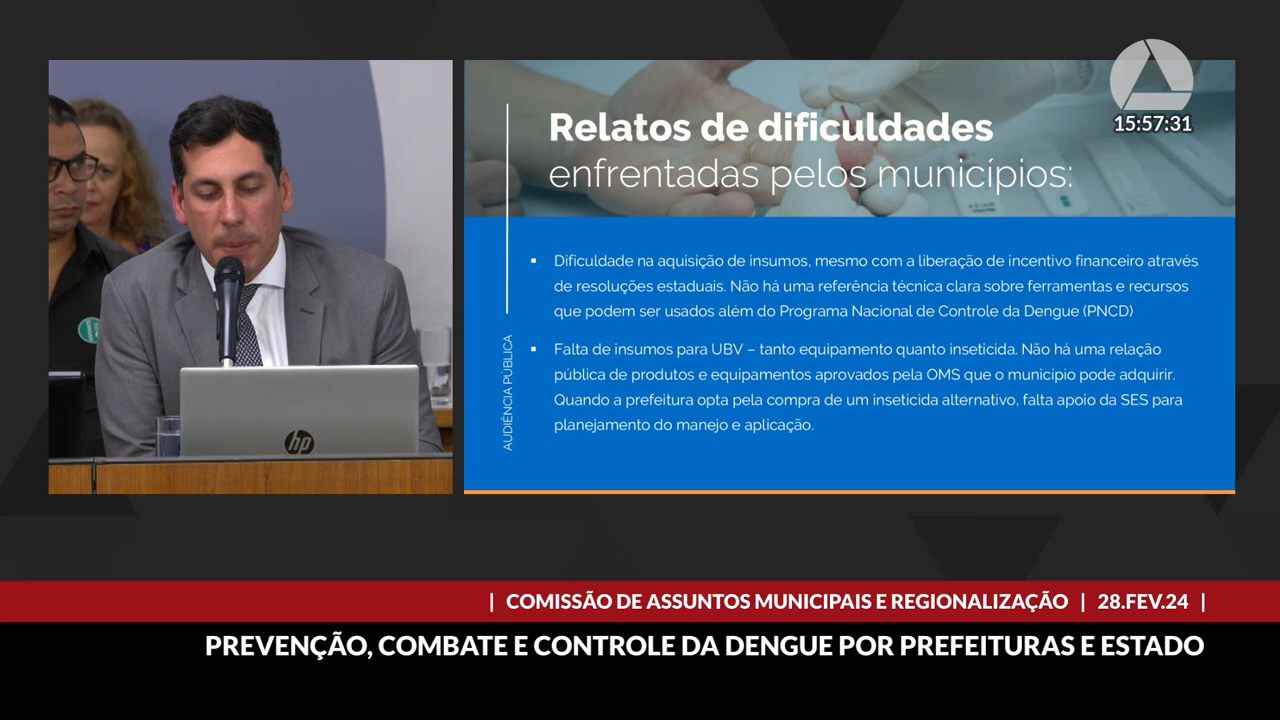 15:57:31
Relatos de dificuldades
enfrentadas pelos municípios:
▪ Dificuldade na aquisição de insumos, mesmo com a liberação de incentivo financeiro através
de resoluções estaduais. Não há uma referência técnica clara sobre ferramentas e recursos
que podem ser usados além do Programa Nacional de Controle da Dengue (PNCD)
▪ Falta de insumos para UBV – tanto equipamento quanto inseticida. Não há uma relação
pública de produtos e equipamentos aprovados pela OMS que o município pode adquirir.
Quando a prefeitura opta pela compra de um inseticida alternativo, falta apoio da SES para
planejamento do manejo e aplicação.
AUDIÊNCIA PÚBLICA
hp
| COMISSÃO DE ASSUNTOS MUNICIPAIS E REGIONALIZAÇÃO | 28.FEV.24 |
PREVENÇÃO, COMBATE E CONTROLE DA DENGUE POR PREFEITURAS E ESTADO